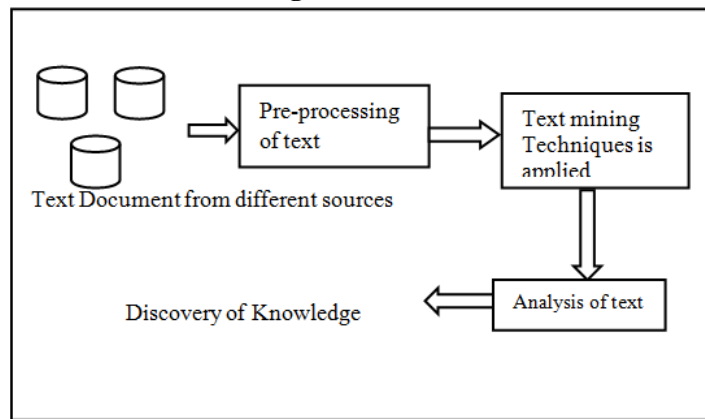 Pre-processing
of text
Text mining
Techniques is
applied
Text Document from different sources
Analysis of text
Discovery of Knowledge